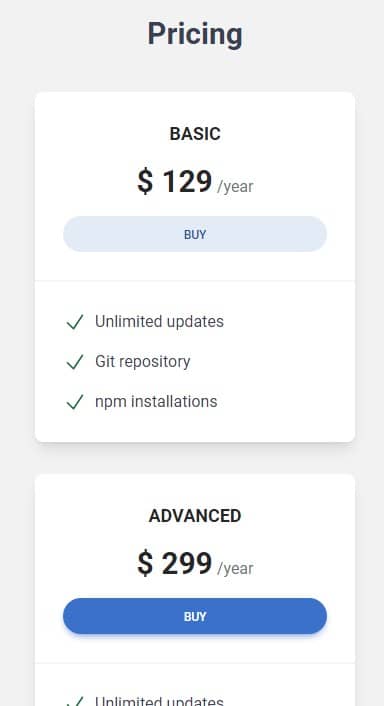 Pricing
BASIC
$ 129 /year
BUY
Unlimited updates
Git repository
npm installations
ADVANCED
$ 299 /year
BUY
Unlimited updates